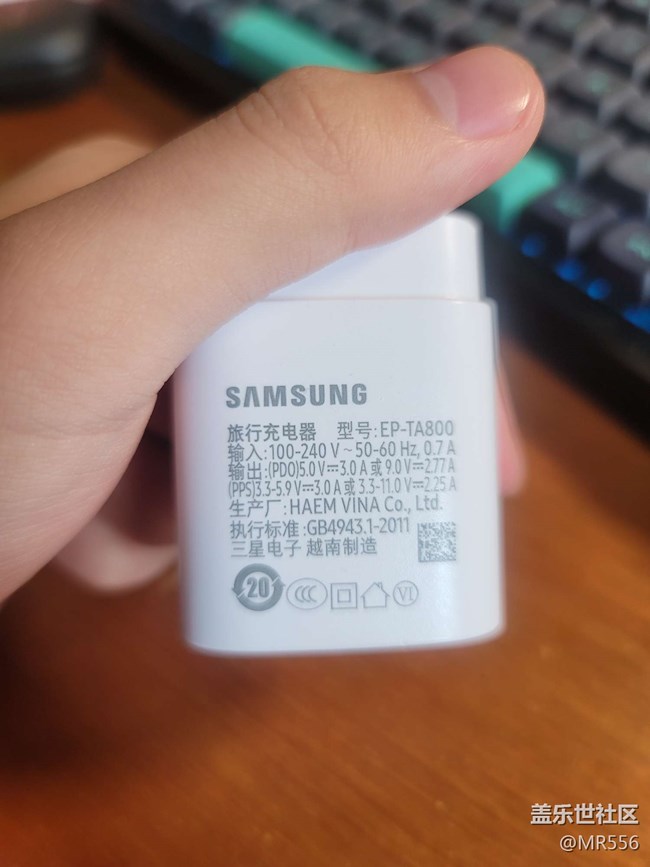 SAMSUNG
旅行充电器 型号:EP-TA800
输入:100-240 V ~ 50-60 Hz, 0.7 A
输出:(PDO)5.0 V⎓3.0 A 或 9.0 V⎓2.77A
(PPS)3.3-5.9 V⎓3.0 A 或 3.3-11.0 V⎓2.25 A
生产厂:HAEM VINA Co., Ltd.
执行标准:GB4943.1-2011
三星电子 越南制造
20 CCC VI
盖乐世社区
@MR556